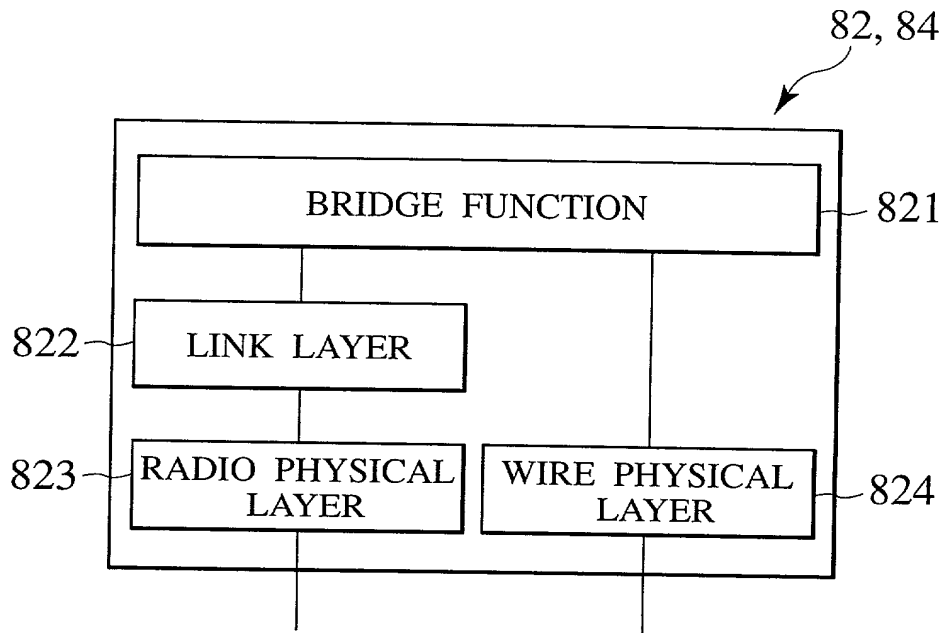 82, 84
BRIDGE FUNCTION
821
822
LINK LAYER
823
RADIO PHYSICAL
LAYER
WIRE PHYSICAL
LAYER
824